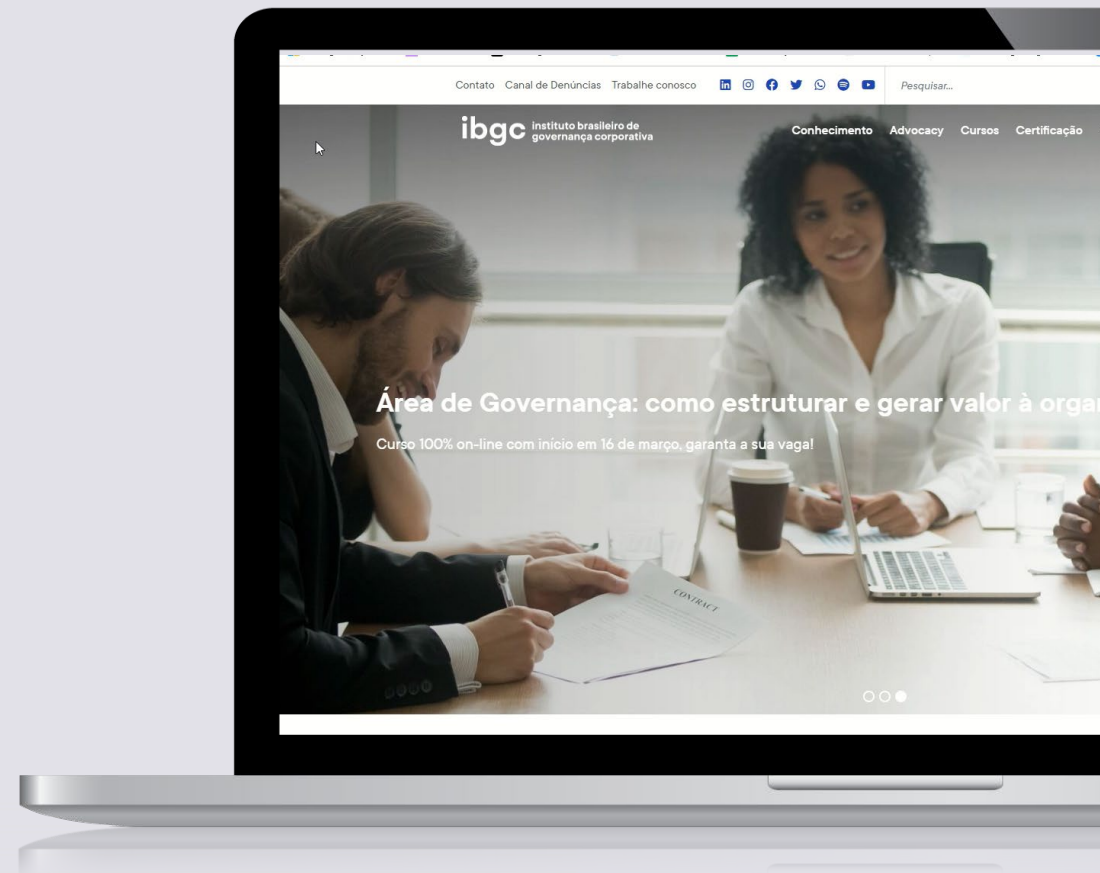 Contato Canal de Denúncias Trabalhe conosco Pesquisar...
ibgc instituto brasileiro de
governança corporativa
Conhecimento Advocacy Cursos Certificação
Área de Governança: como estruturar e gerar valor à orga
Curso 100% on-line com início em 16 de março, garanta a sua vaga!
CONTRACT